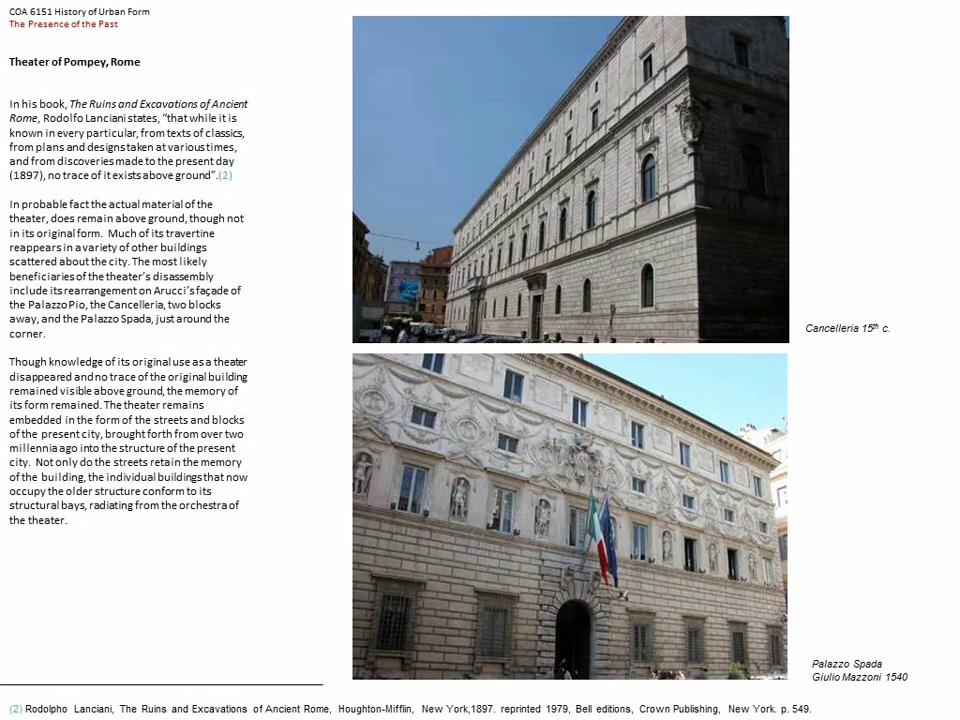 COA 6151 History of Urban Form
The Presence of the Past
Theater of Pompey, Rome
In his book, The Ruins and Excavations of Ancient
Rome, Rodolfo Lanciani states, “that while it is
known in every particular, from texts of classics,
from plans and designs taken at various times,
and from discoveries made to the present day
(1897), no trace of it exists above ground”.(2)
In probable fact the actual material of the
theater, does remain above ground, though not
in its original form. Much of its travertine
reappears in a variety of other buildings
scattered about the city. The most likely
beneficiaries of the theater’s disassembly
include its rearrangement on Arucci’s façade of
the Palazzo Pio, the Cancelleria, two blocks
away, and the Palazzo Spada, just around the
corner.
Though knowledge of its original use as a theater
disappeared and no trace of the original building
remained visible above ground, the memory of
its form remained. The theater remains
embedded in the form of the streets and blocks
of the present city, brought forth from over two
millennia ago into the structure of the present
city. Not only do the streets retain the memory
of the building, the individual buildings that now
occupy the older structure conform to its
structural bays, radiating from the orchestra of
the theater.
Cancelleria 15th c.
Palazzo Spada
Giulio Mazzoni 1540
(2) Rodolpho Lanciani, The Ruins and Excavations of Ancient Rome, Houghton-Mifflin, New York,1897. reprinted 1979, Bell editions, Crown Publishing, New York. p. 549.